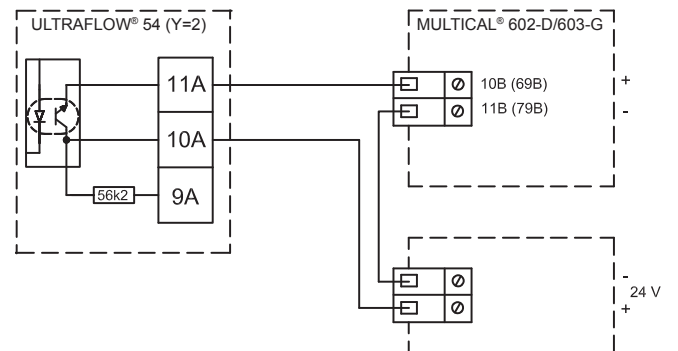 ULTRAFLOW® 54 (Y=2)
11A
10A
9A
56k2
MULTICAL® 602-D/603-G
10B (69B)
11B (79B)
+
-
-
24 V
+